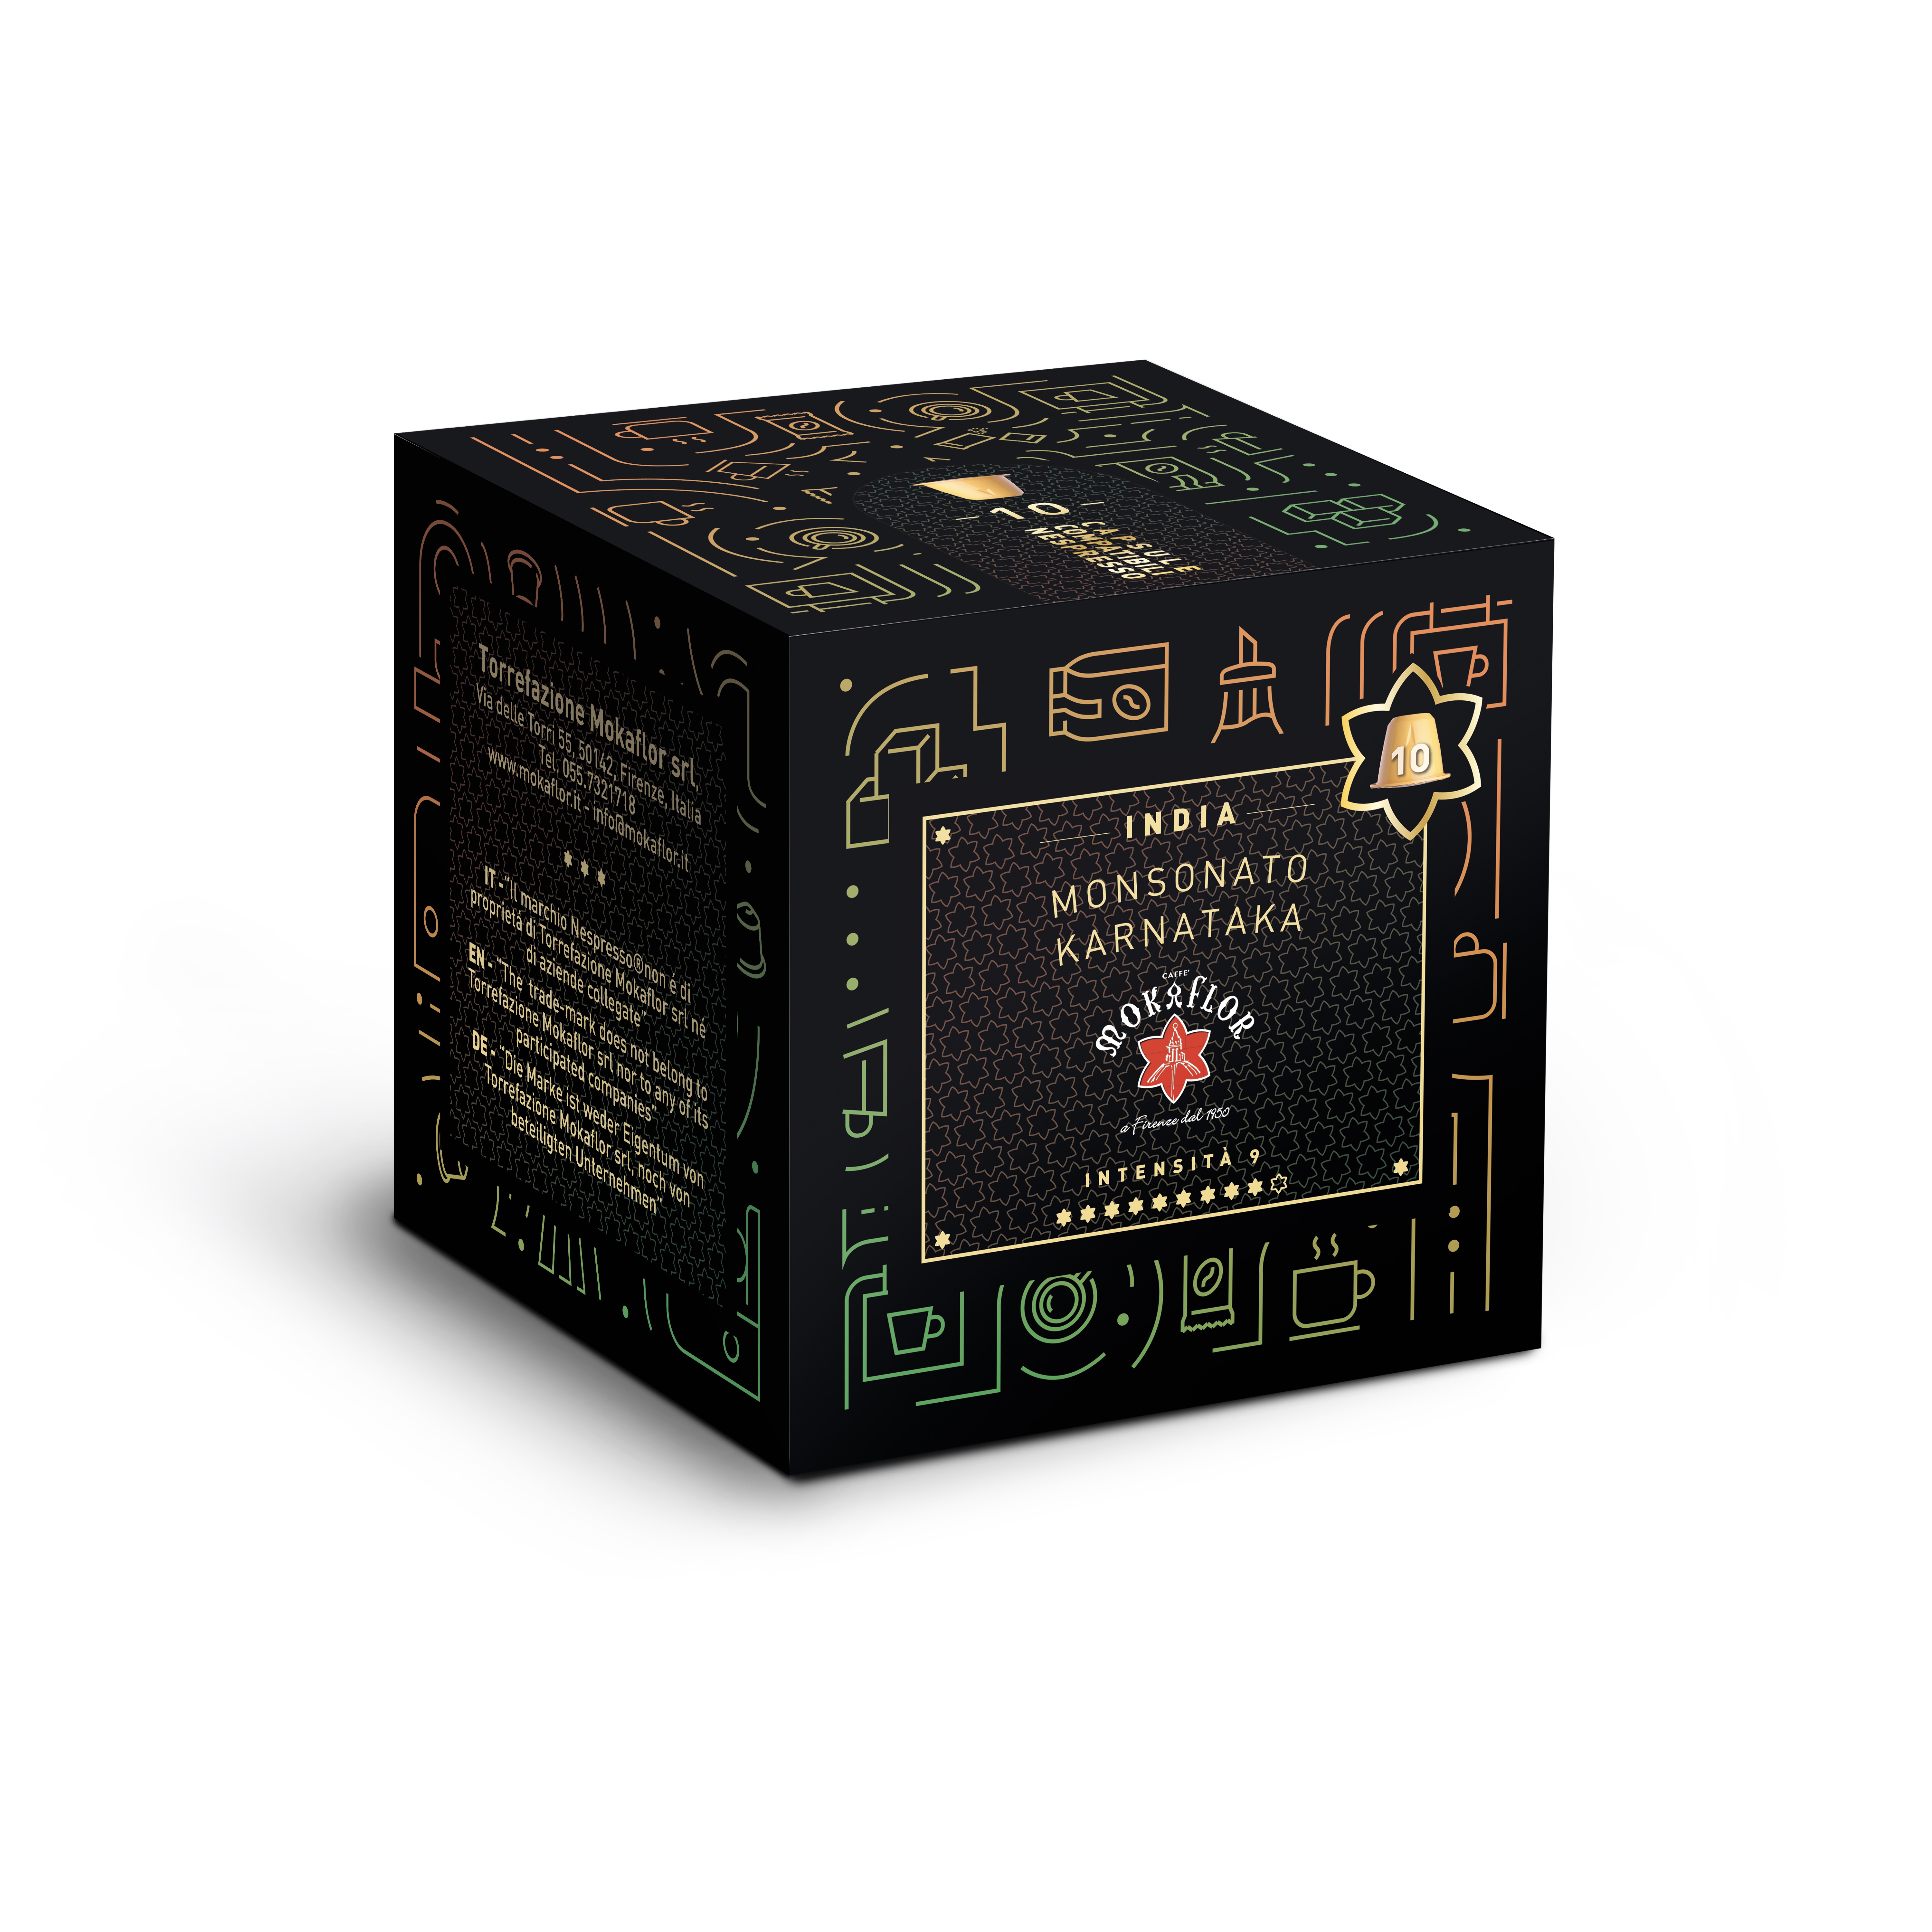 10
CAPSULE
COMPATIBILI
NESPRESSO
Torrefazione Mokaflor srl,
Via delle Torri 55, 50142, Firenze, Italia
Tel. 055.7321718
www.mokaflor.it - info@mokaflor.it
IT -“Il marchio Nespresso®non é di
proprietá di Torrefazione Mokaflor srl né
di aziende collegate”
EN - “The trade-mark does not belong to
Torrefazione Mokaflor srl nor to any of its
participated companies”
DE - “Die Marke ist weder Eigentum von
Torrefazione Mokaflor srl, noch von
beteiligten Unternehmen”
10
INDIA
MONSONATO
KARNATAKA
CAFFE'
MOKAFLOR
a Firenze dal 1950
INTENSITÀ 9